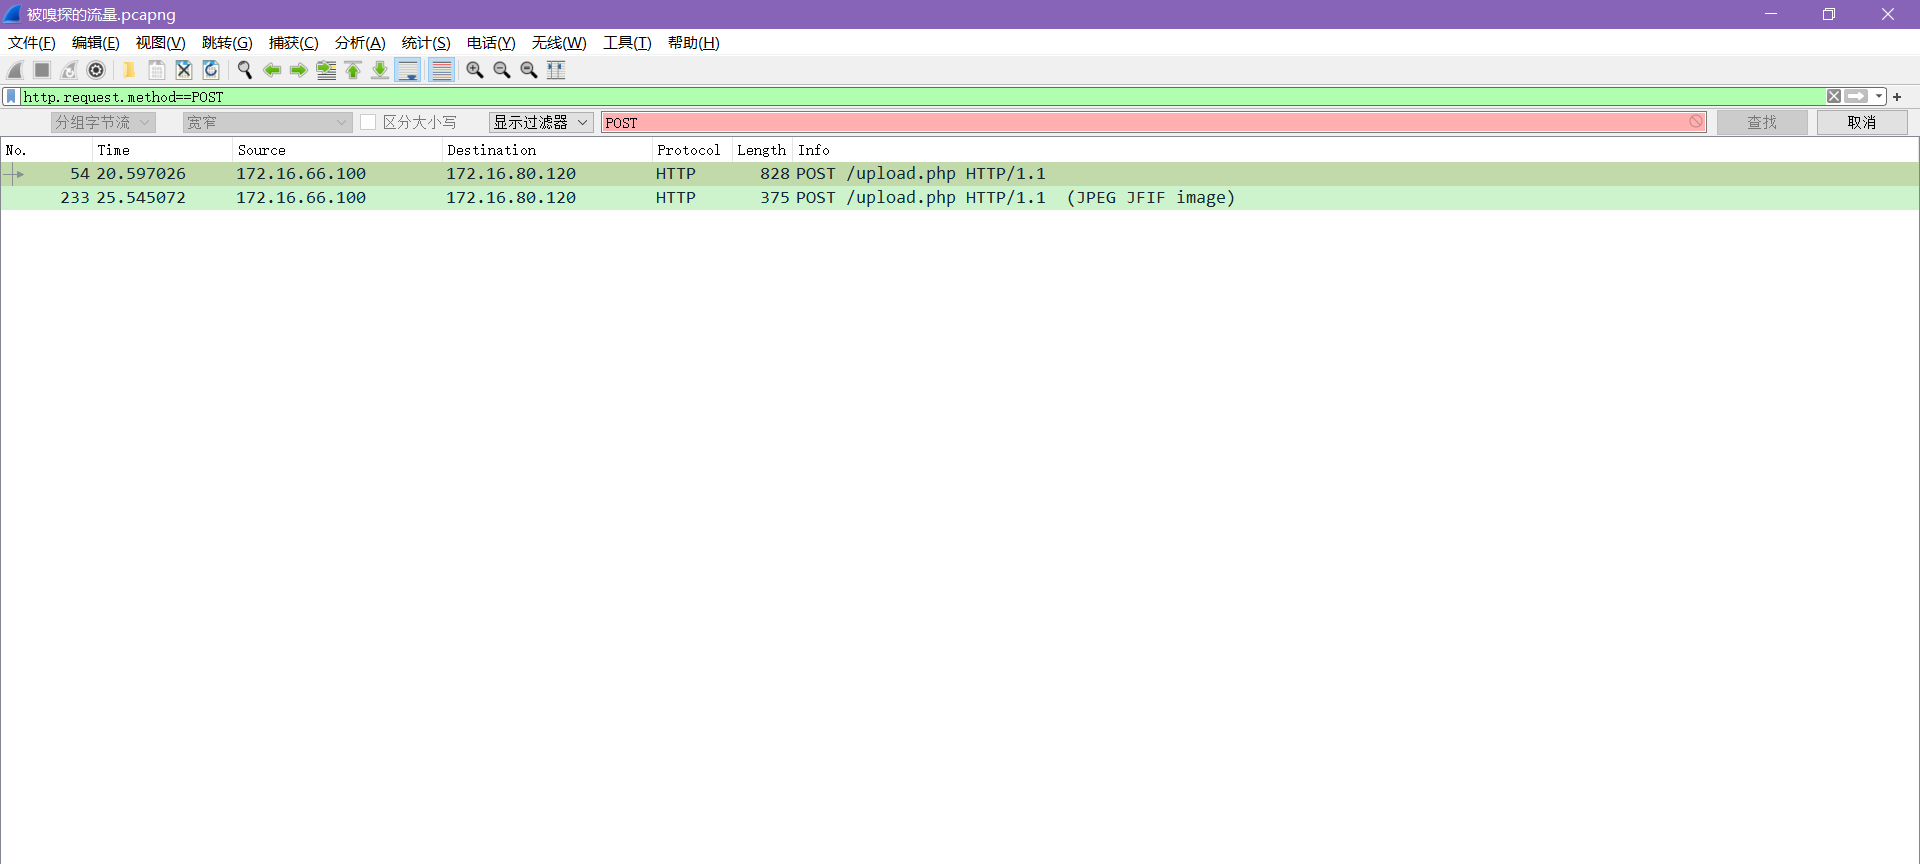 被嗅探的流量.pcapng
文件(F) 编辑(E) 视图(V) 跳转(G) 捕获(C) 分析(A) 统计(S) 电话(Y) 无线(W) 工具(T) 帮助(H)
http.request.method==POST
分组字节流 宽窄 区分大小写 显示过滤器 POST 查找 取消
No. Time Source Destination Protocol Length Info
54 20.597026 172.16.66.100 172.16.80.120 HTTP 828 POST /upload.php HTTP/1.1
233 25.545072 172.16.66.100 172.16.80.120 HTTP 375 POST /upload.php HTTP/1.1 (JPEG JFIF image)